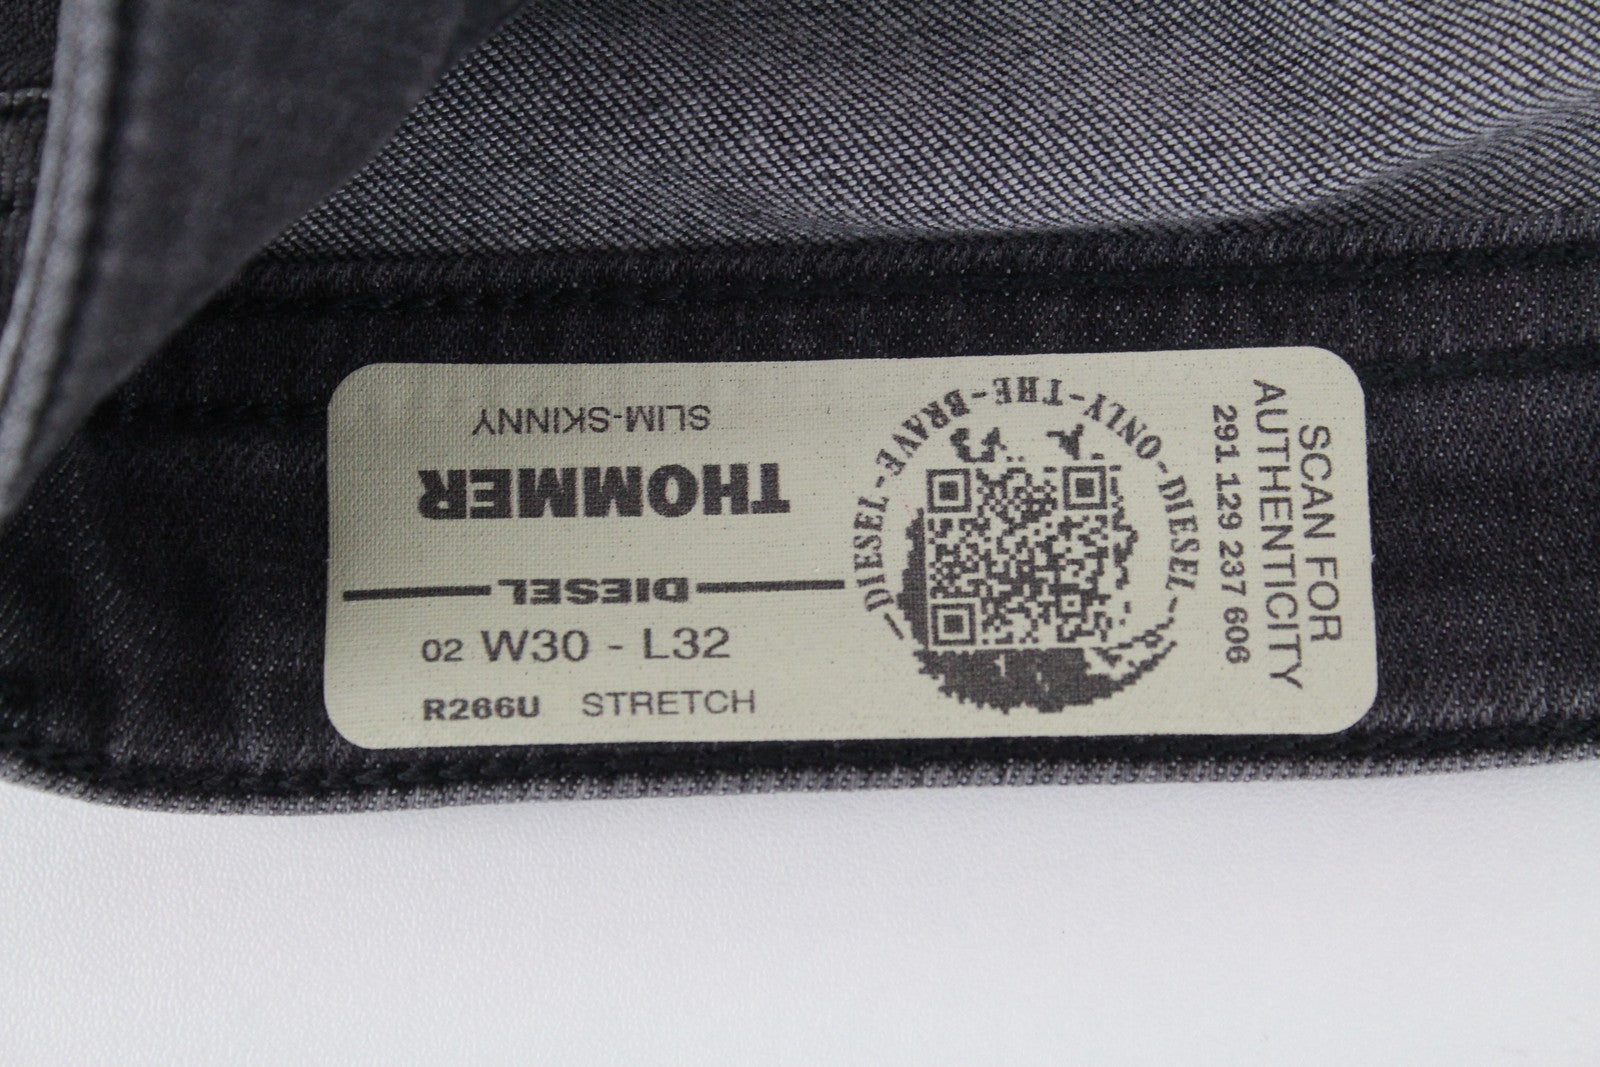 SLIM-SKINNY
THOMMER
DIESEL
02 W30 - L32
R266U STRETCH
DIESEL-BRAVE-THE-ONLY-DIESEL
SCAN FOR
AUTHENTICITY
291 129 237 606